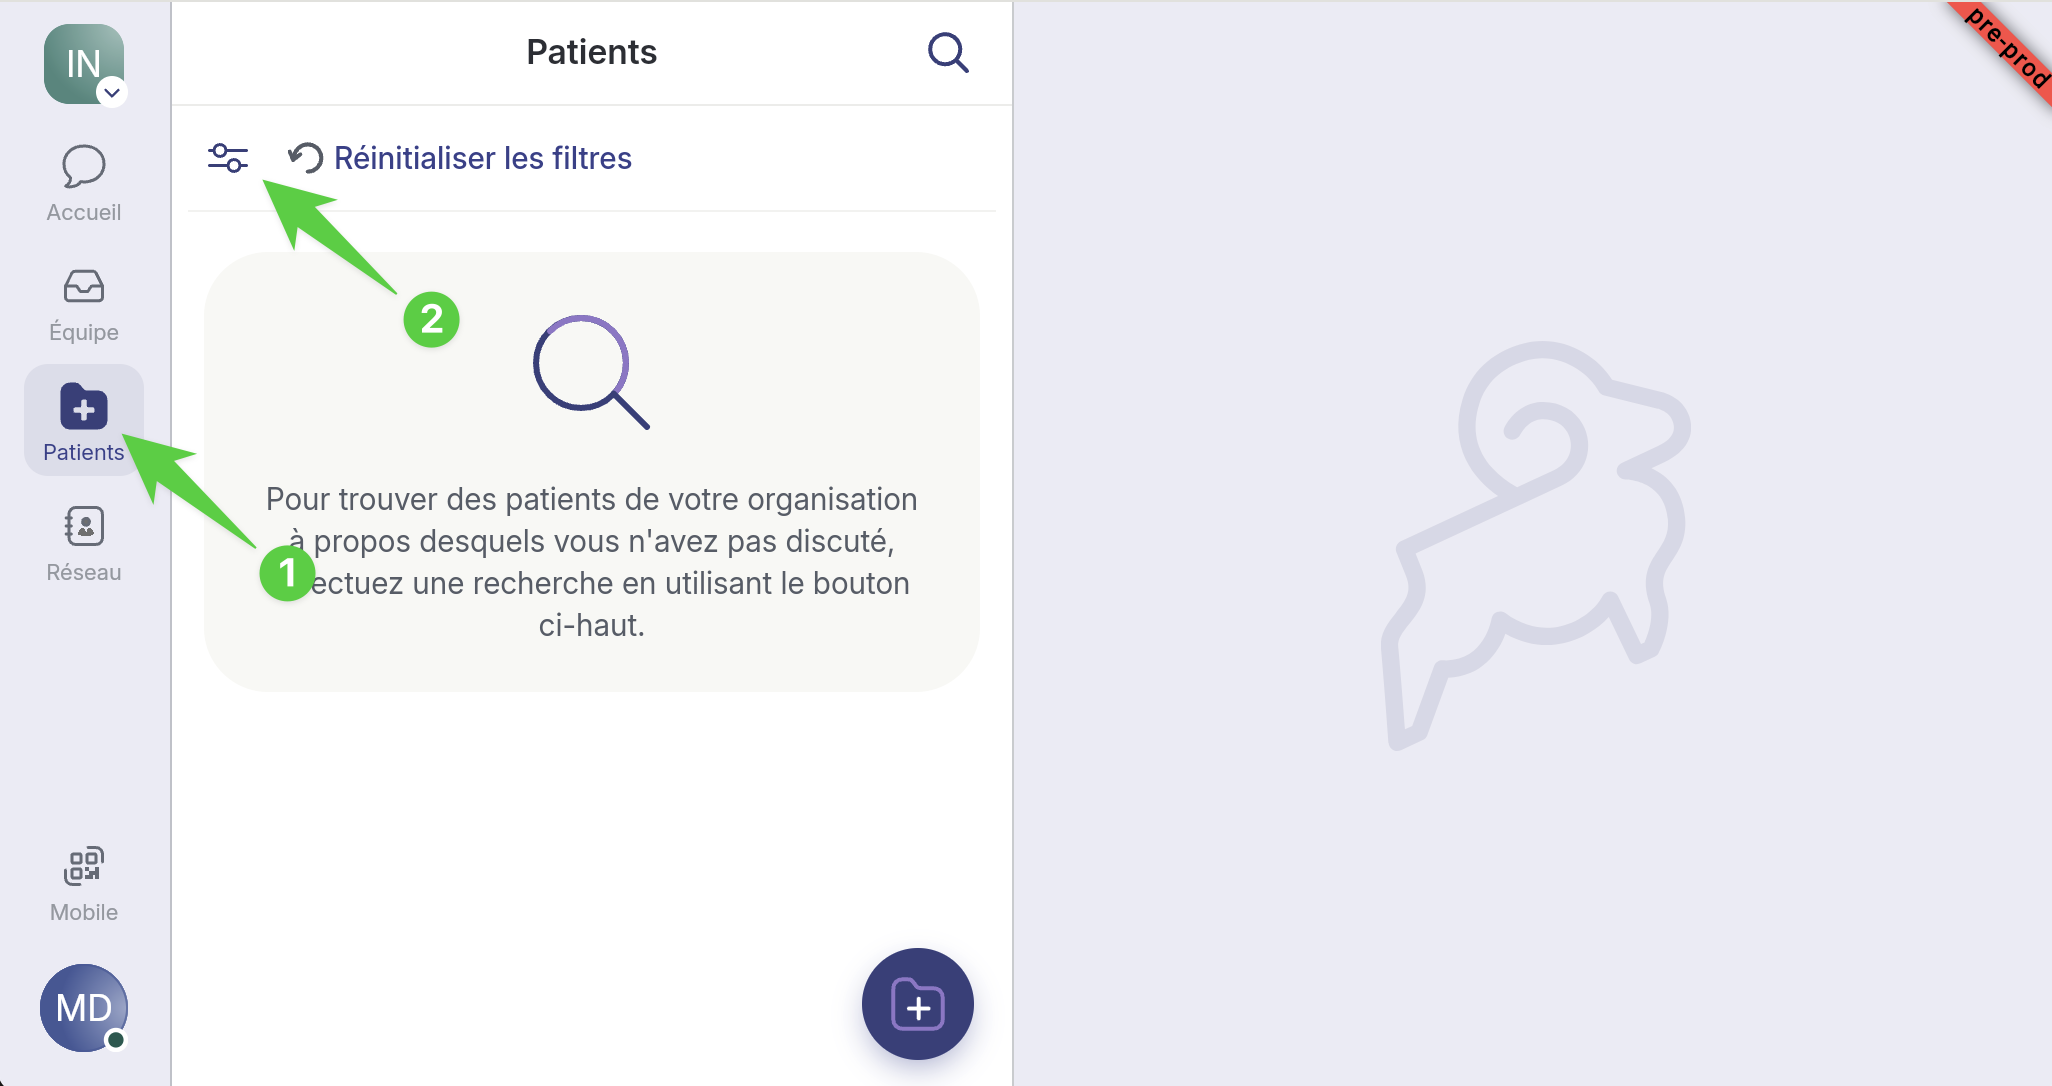 IN
Patients
pre-prod
Réinitialiser les filtres
Accueil
Équipe
2
Patients
Pour trouver des patients de votre organisation
à propos desquels vous n'avez pas discuté,
1
ectuez une recherche en utilisant le bouton
ci-haut.
Réseau
Mobile
MD